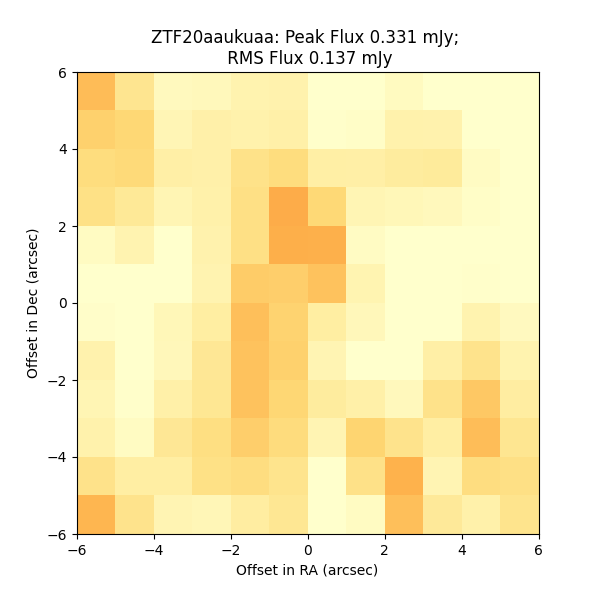 ZTF20aaukuaa: Peak Flux 0.331 mJy;
RMS Flux 0.137 mJy
6
4
2
0
−2
−4
−6
Offset in Dec (arcsec)
−6 −4 −2 0 2 4 6
Offset in RA (arcsec)